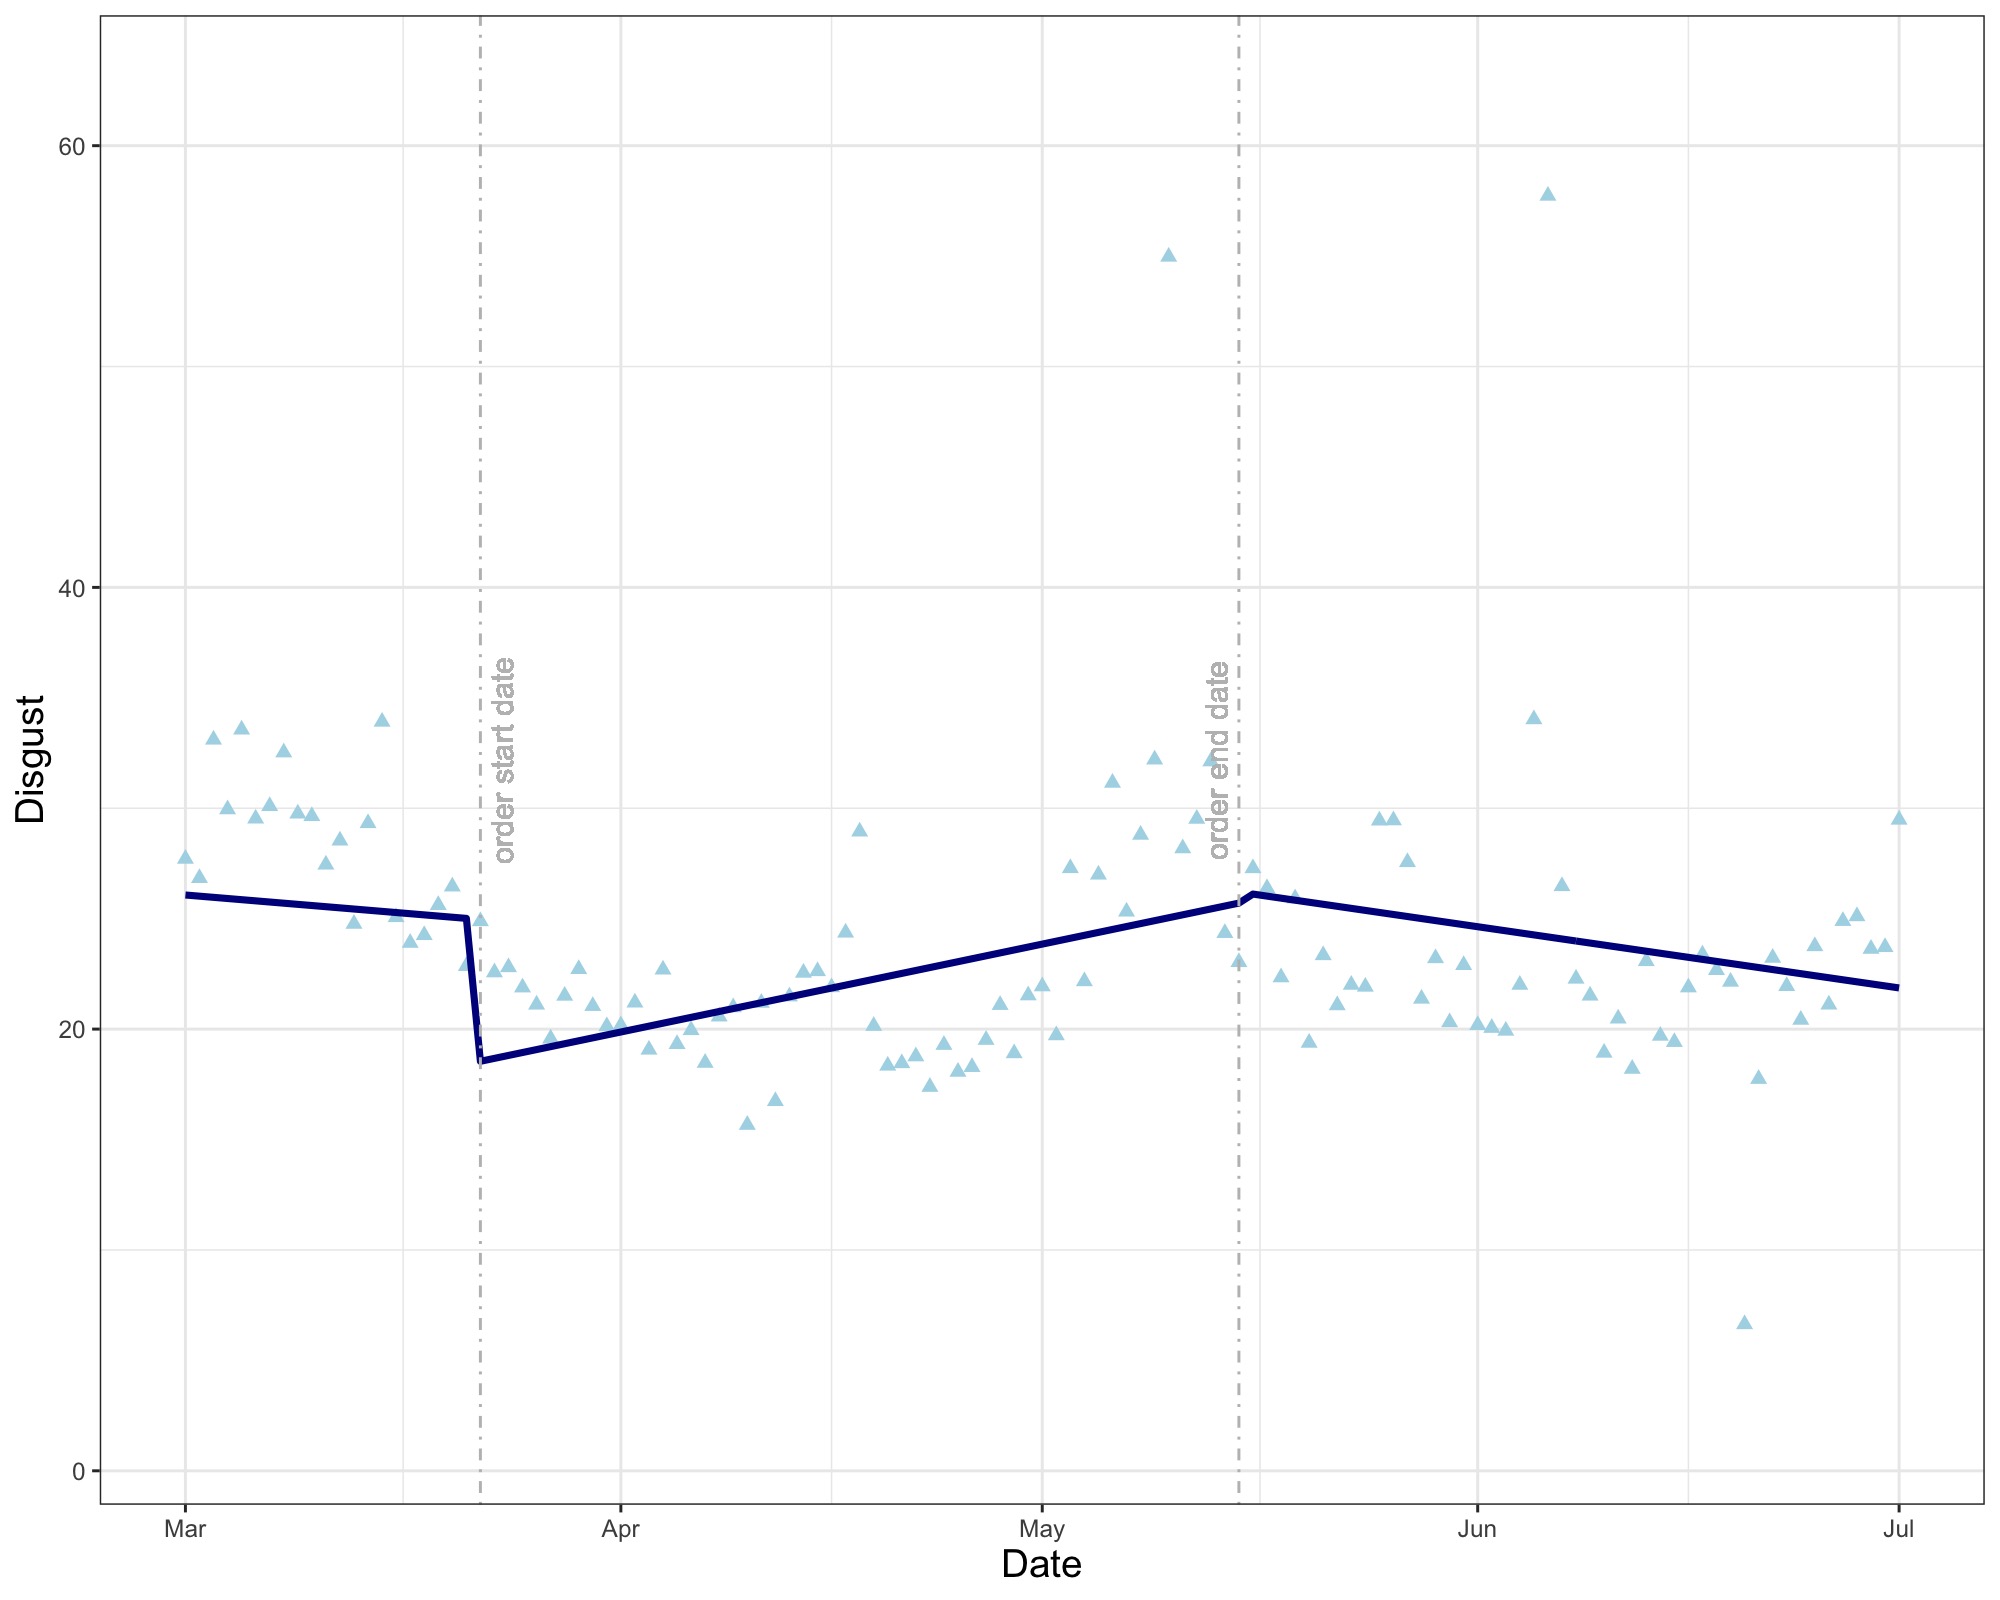 60
40
20
0
Disgust
order start date
order end date
Mar
Apr
May
Jun
Jul
Date